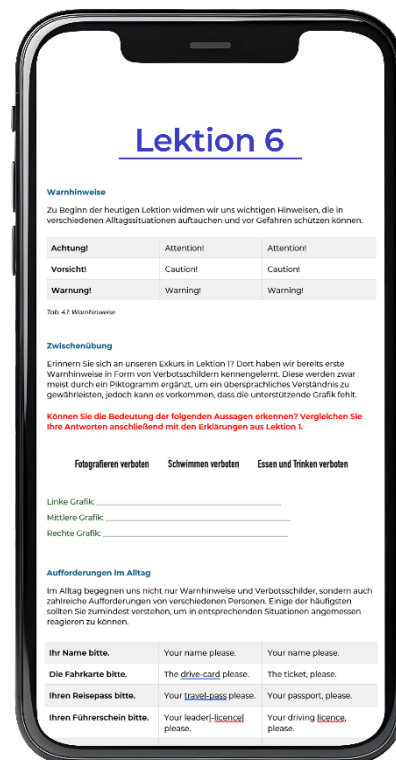 Lektion 6
Warnhinweise
Zu Beginn der heutigen Lektion widmen wir uns wichtigen Hinweisen, die in
verschiedenen Alltagssituationen auftauchen und vor Gefahren schützen können.
Achtung! Attention! Attention!
Vorsicht! Caution! Caution!
Warnung! Warning! Warning!
Tab. 4.1: Warnhinweise
Zwischenübung
Erinnern Sie sich an unseren Exkurs in Lektion 1? Dort haben wir bereits erste
Warnhinweise in Form von Verbotsschildern kennengelernt. Diese werden zwar
meist durch ein Piktogramm ergänzt, um ein übersprachliches Verständnis zu
gewährleisten, jedoch kann es vorkommen, dass die unterstützende Grafik fehlt.
Können Sie die Bedeutung der folgenden Aussagen erkennen? Vergleichen Sie
Ihre Antworten anschließend mit den Erklärungen aus Lektion 1.
Fotografieren verboten Schwimmen verboten Essen und Trinken verboten
Linke Grafik:
Mittlere Grafik:
Rechte Grafik:
Aufforderungen im Alltag
Im Alltag begegnen uns nicht nur Warnhinweise und Verbotsschilder, sondern auch
zahlreiche Aufforderungen von verschiedenen Personen. Einige der häufigsten
sollten Sie zumindest verstehen, um in entsprechenden Situationen angemessen
reagieren zu können.
Ihr Name bitte. Your name please. Your name please.
Die Fahrkarte bitte. The drive-card please. The ticket, please.
Ihren Reisepass bitte. Your travel-pass please. Your passport, please.
Ihren Führerschein bitte. Your leader[-licence] Your driving licence,
please. please.